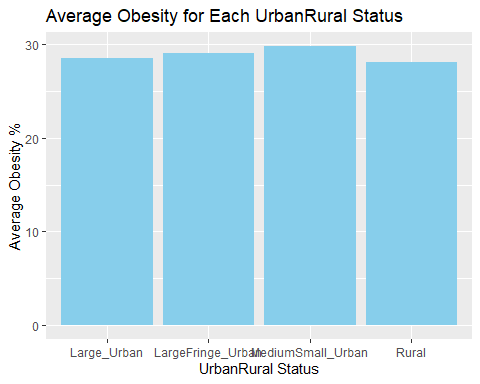 Average Obesity for Each UrbanRural Status
Average Obesity %
30
20
10
0
Large_Urban
LargeFringe_Urban
MediumSmall_Urban
Rural
UrbanRural Status